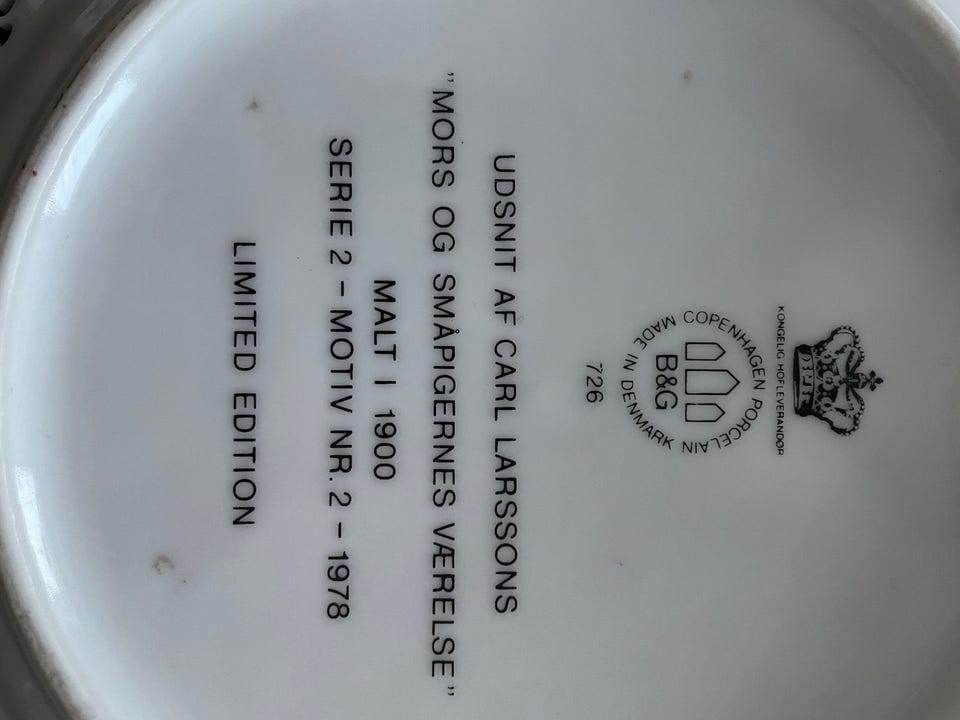 KONGELIG HOFLEVERANDØR
COPENHAGEN PORCELAIN
B&G
MADE IN DENMARK
726
UDSNIT AF CARL LARSSONS
"MORS OG SMÅPIGERNES VÆRELSE"
MALT I 1900
SERIE 2 – MOTIV NR. 2 – 1978
LIMITED EDITION